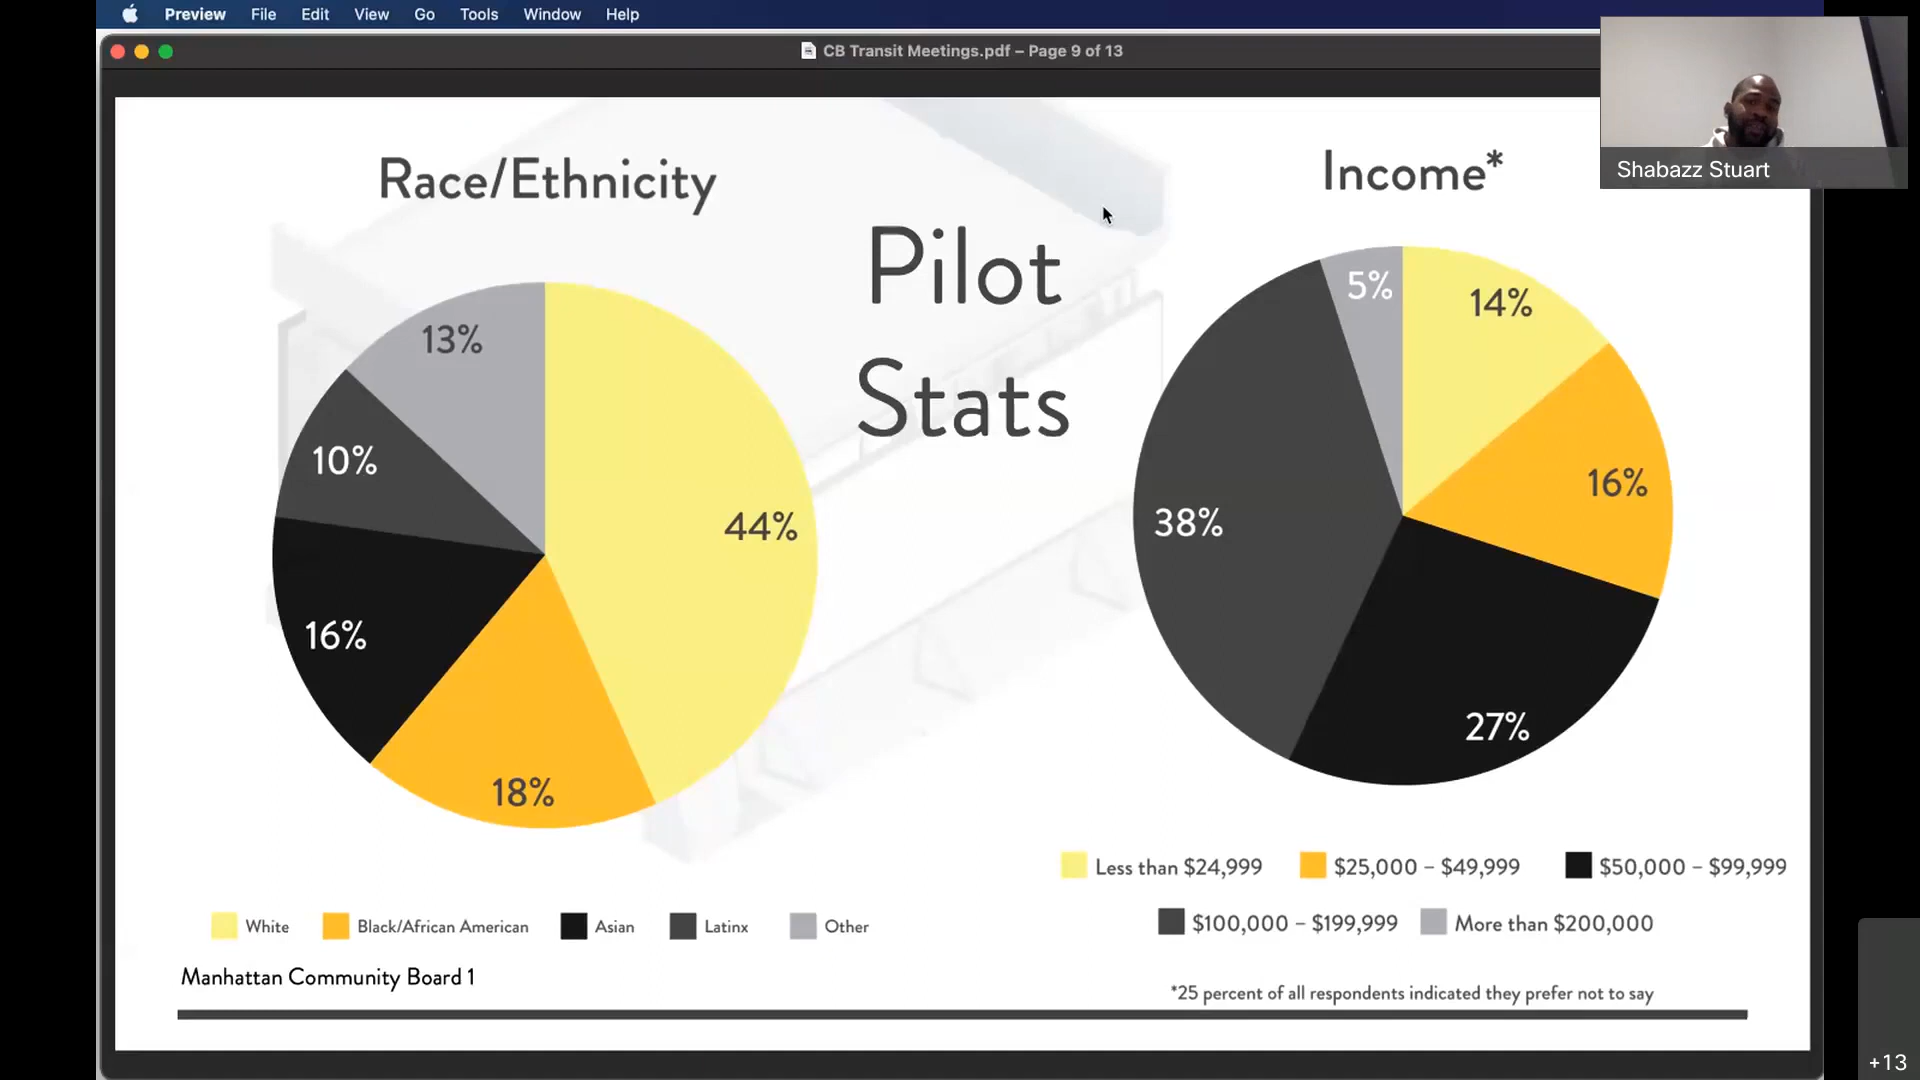 Preview File Edit View Go Tools Window Help
CB Transit Meetings.pdf – Page 9 of 13
Shabazz Stuart
Race/Ethnicity
Pilot
Stats
Income*
13%
10%
44%
16%
18%
5%
14%
16%
38%
27%
White Black/African American Asian Latinx Other
Less than $24,999 $25,000 – $49,999 $50,000 – $99,999
$100,000 – $199,999 More than $200,000
Manhattan Community Board 1
*25 percent of all respondents indicated they prefer not to say
+13